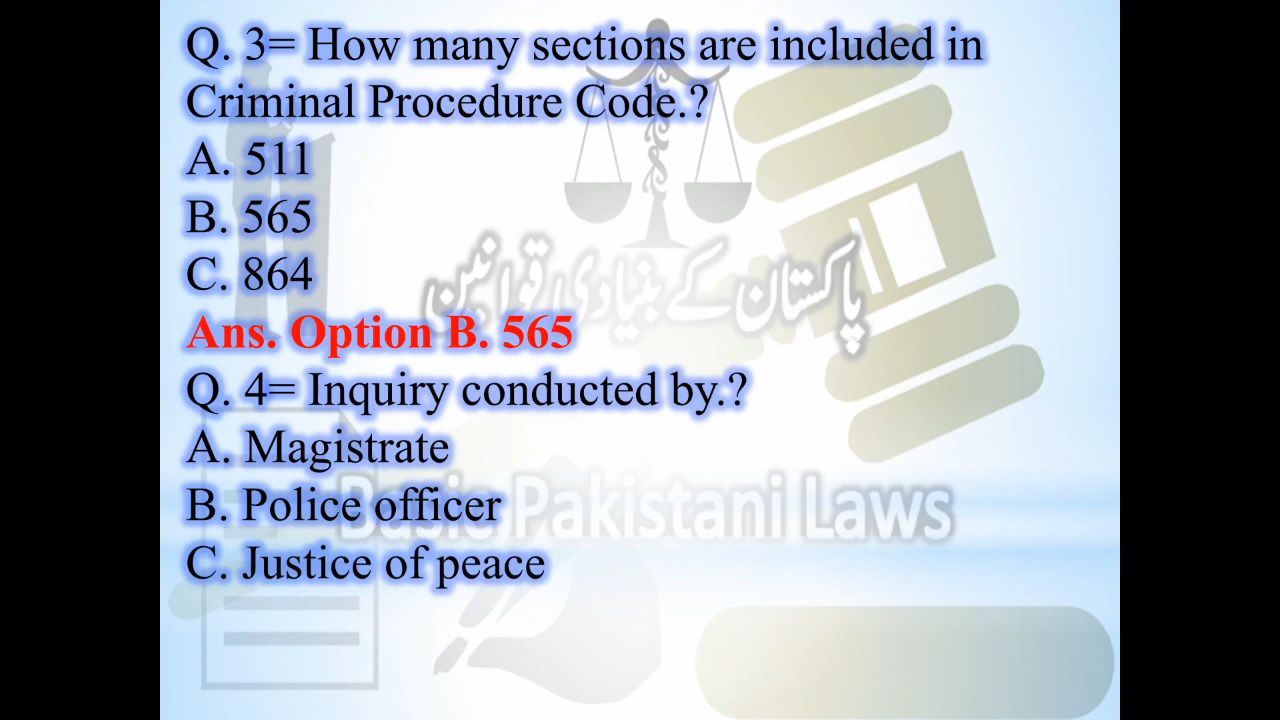 Q. 3= How many sections are included in
Criminal Procedure Code.?
A. 511
B. 565
C. 864
پاکستان کے بنیادی قوانین
Ans. Option B. 565
Q. 4= Inquiry conducted by.?
A. Magistrate
B. Police officer
Basic Pakistani Laws
C. Justice of peace